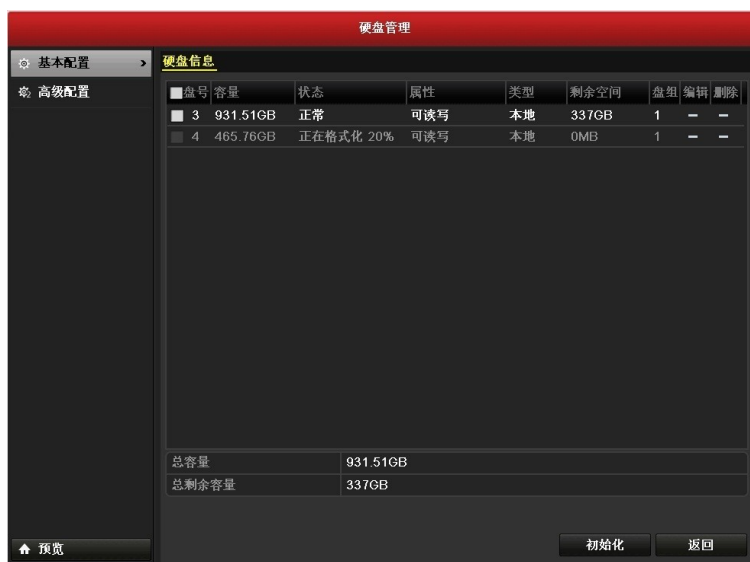 硬盘管理
基本配置
高级配置
硬盘信息
盘号 容量 状态 属性 类型 剩余空间 盘组 编辑 删除
3 931.51GB 正常 可读写 本地 337GB 1 — —
4 465.76GB 正在格式化 20% 可读写 本地 0MB 1 — —
总容量 931.51GB
总剩余容量 337GB
预览 初始化 返回